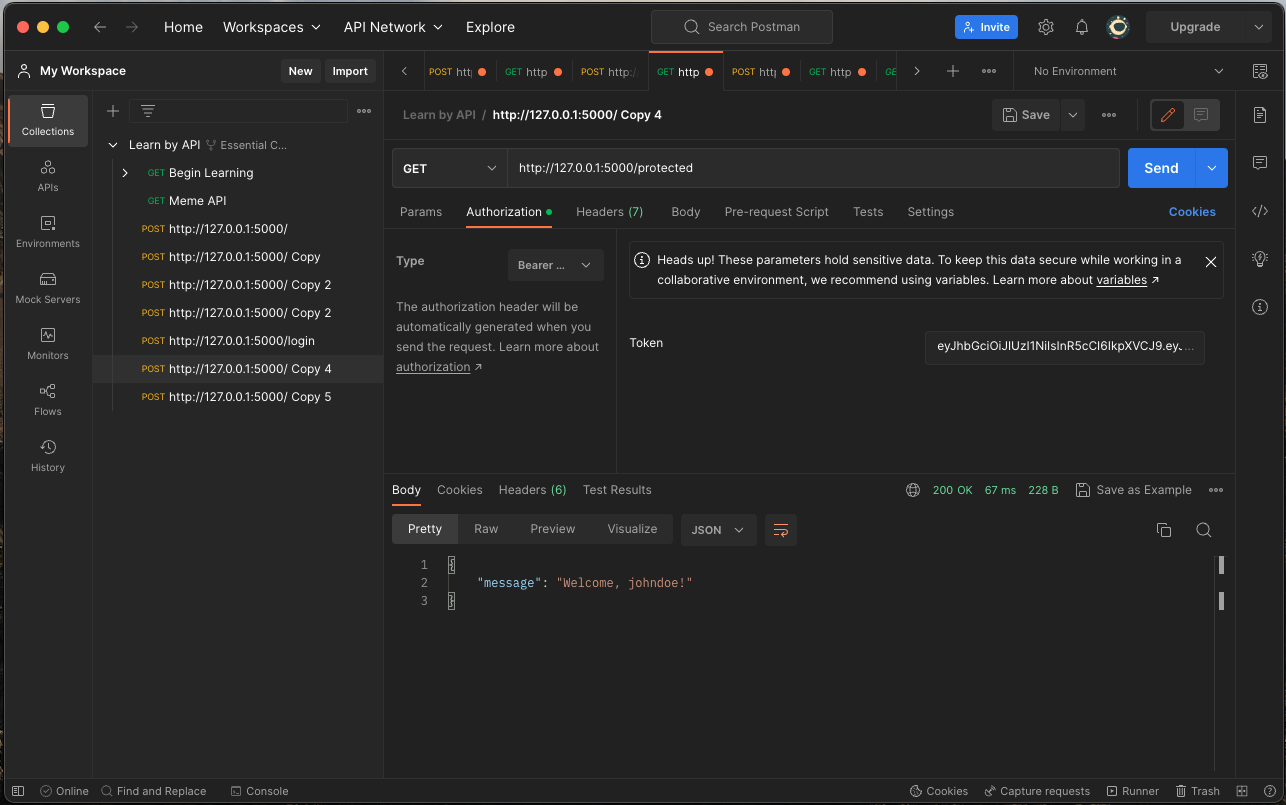 Home
Workspaces
API Network
Explore
Search Postman
Invite
Upgrade
My Workspace
New
Import
POST http
GET http
POST http:/
GET http
POST http
GET http
GE
No Environment
Collections
APIs
Environments
Mock Servers
Monitors
Flows
History
Learn by API Essential C...
GET Begin Learning
GET Meme API
POST http://127.0.0.1:5000/
POST http://127.0.0.1:5000/ Copy
POST http://127.0.0.1:5000/ Copy 2
POST http://127.0.0.1:5000/ Copy 2
POST http://127.0.0.1:5000/login
POST http://127.0.0.1:5000/ Copy 4
POST http://127.0.0.1:5000/ Copy 5
Learn by API / http://127.0.0.1:5000/ Copy 4
Save
GET
http://127.0.0.1:5000/protected
Send
Params
Authorization
Headers (7)
Body
Pre-request Script
Tests
Settings
Cookies
Type
Bearer ...
The authorization header will be
automatically generated when you
send the request. Learn more about
authorization ↗
Heads up! These parameters hold sensitive data. To keep this data secure while working in a
collaborative environment, we recommend using variables. Learn more about variables ↗
Token
Body
Cookies
Headers (6)
Test Results
200 OK
67 ms
228 B
Save as Example
Pretty
Raw
Preview
Visualize
JSON
1 {
2 "message": "Welcome, johndoe!"
3 }
Online
Find and Replace
Console
Cookies
Capture requests
Runner
Trash